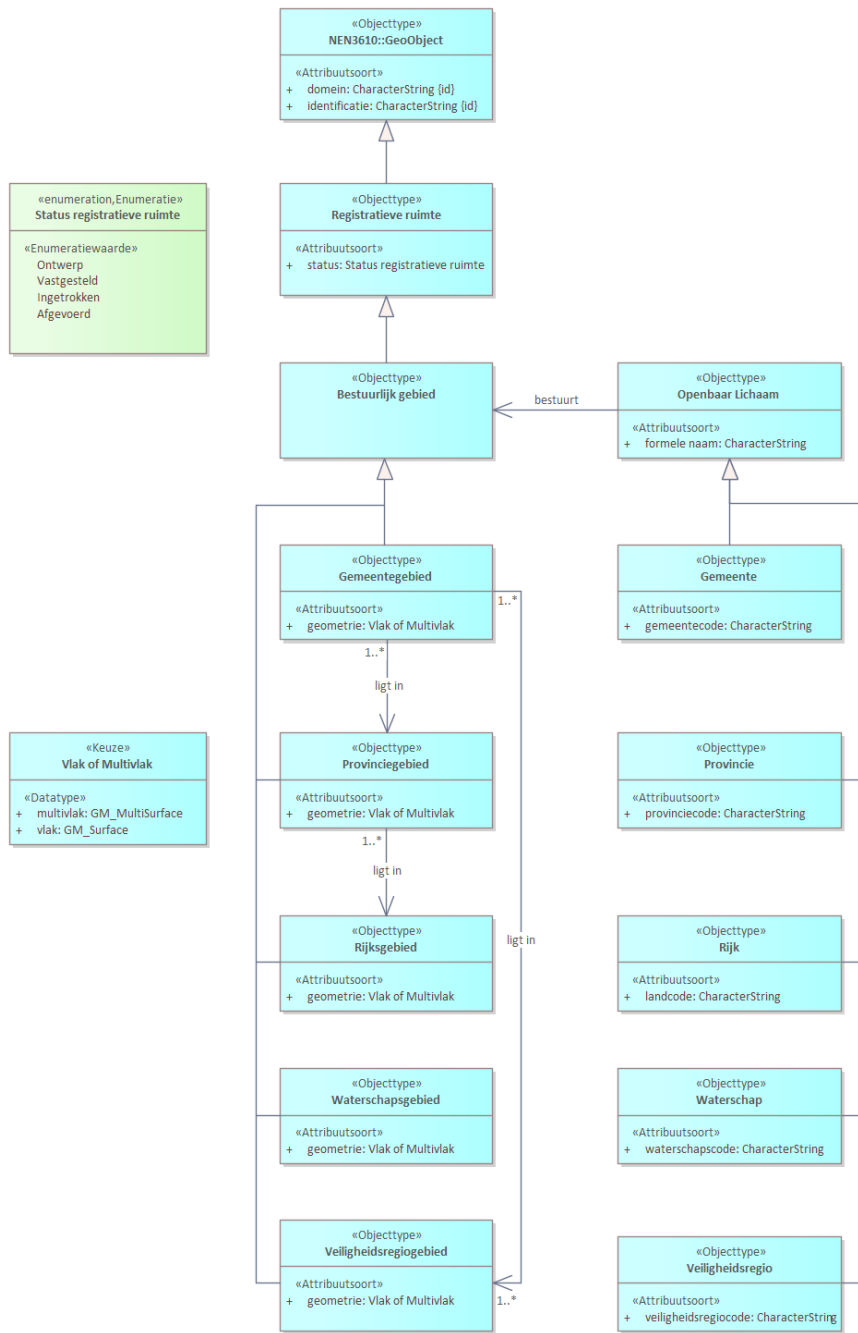 «Objecttype»
NEN3610::GeoObject
«Attribuutsoort»
+ domein: CharacterString {id}
+ identificatie: CharacterString {id}
«enumeration,Enumeratie»
Status registratieve ruimte
«Enumeratiewaarde»
Ontwerp
Vastgesteld
Ingetrokken
Afgevoerd
«Objecttype»
Registratieve ruimte
«Attribuutsoort»
+ status: Status registratieve ruimte
«Objecttype»
Bestuurlijk gebied
bestuurt
«Objecttype»
Openbaar Lichaam
«Attribuutsoort»
+ formele naam: CharacterString
«Objecttype»
Gemeentegebied
«Attribuutsoort»
+ geometrie: Vlak of Multivlak
1..*
1..*
ligt in
«Objecttype»
Gemeente
«Attribuutsoort»
+ gemeentecode: CharacterString
«Keuze»
Vlak of Multivlak
«Datatype»
+ multivlak: GM_MultiSurface
+ vlak: GM_Surface
«Objecttype»
Provinciegebied
«Attribuutsoort»
+ geometrie: Vlak of Multivlak
1..*
ligt in
«Objecttype»
Provincie
«Attribuutsoort»
+ provinciecode: CharacterString
«Objecttype»
Rijksgebied
«Attribuutsoort»
+ geometrie: Vlak of Multivlak
ligt in
«Objecttype»
Rijk
«Attribuutsoort»
+ landcode: CharacterString
«Objecttype»
Waterschapsgebied
«Attribuutsoort»
+ geometrie: Vlak of Multivlak
«Objecttype»
Waterschap
«Attribuutsoort»
+ waterschapscode: CharacterString
«Objecttype»
Veiligheidsregiogebied
«Attribuutsoort»
+ geometrie: Vlak of Multivlak
1..*
«Objecttype»
Veiligheidsregio
«Attribuutsoort»
+ veiligheidsregiocode: CharacterString